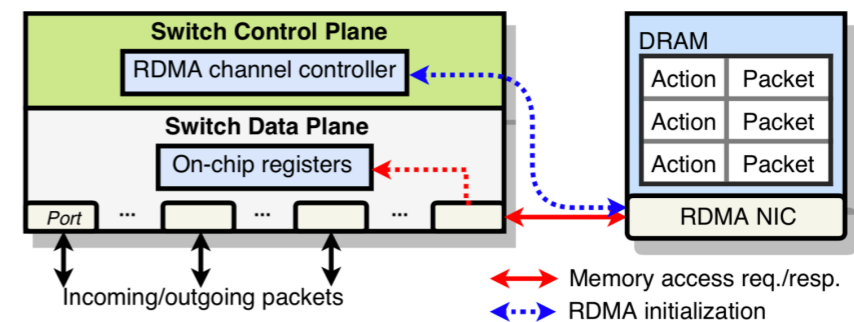 Switch Control Plane
RDMA channel controller
Switch Data Plane
On-chip registers
Port ... ... ...
Incoming/outgoing packets
DRAM
Action Packet
Action Packet
Action Packet
RDMA NIC
Memory access req./resp.
RDMA initialization